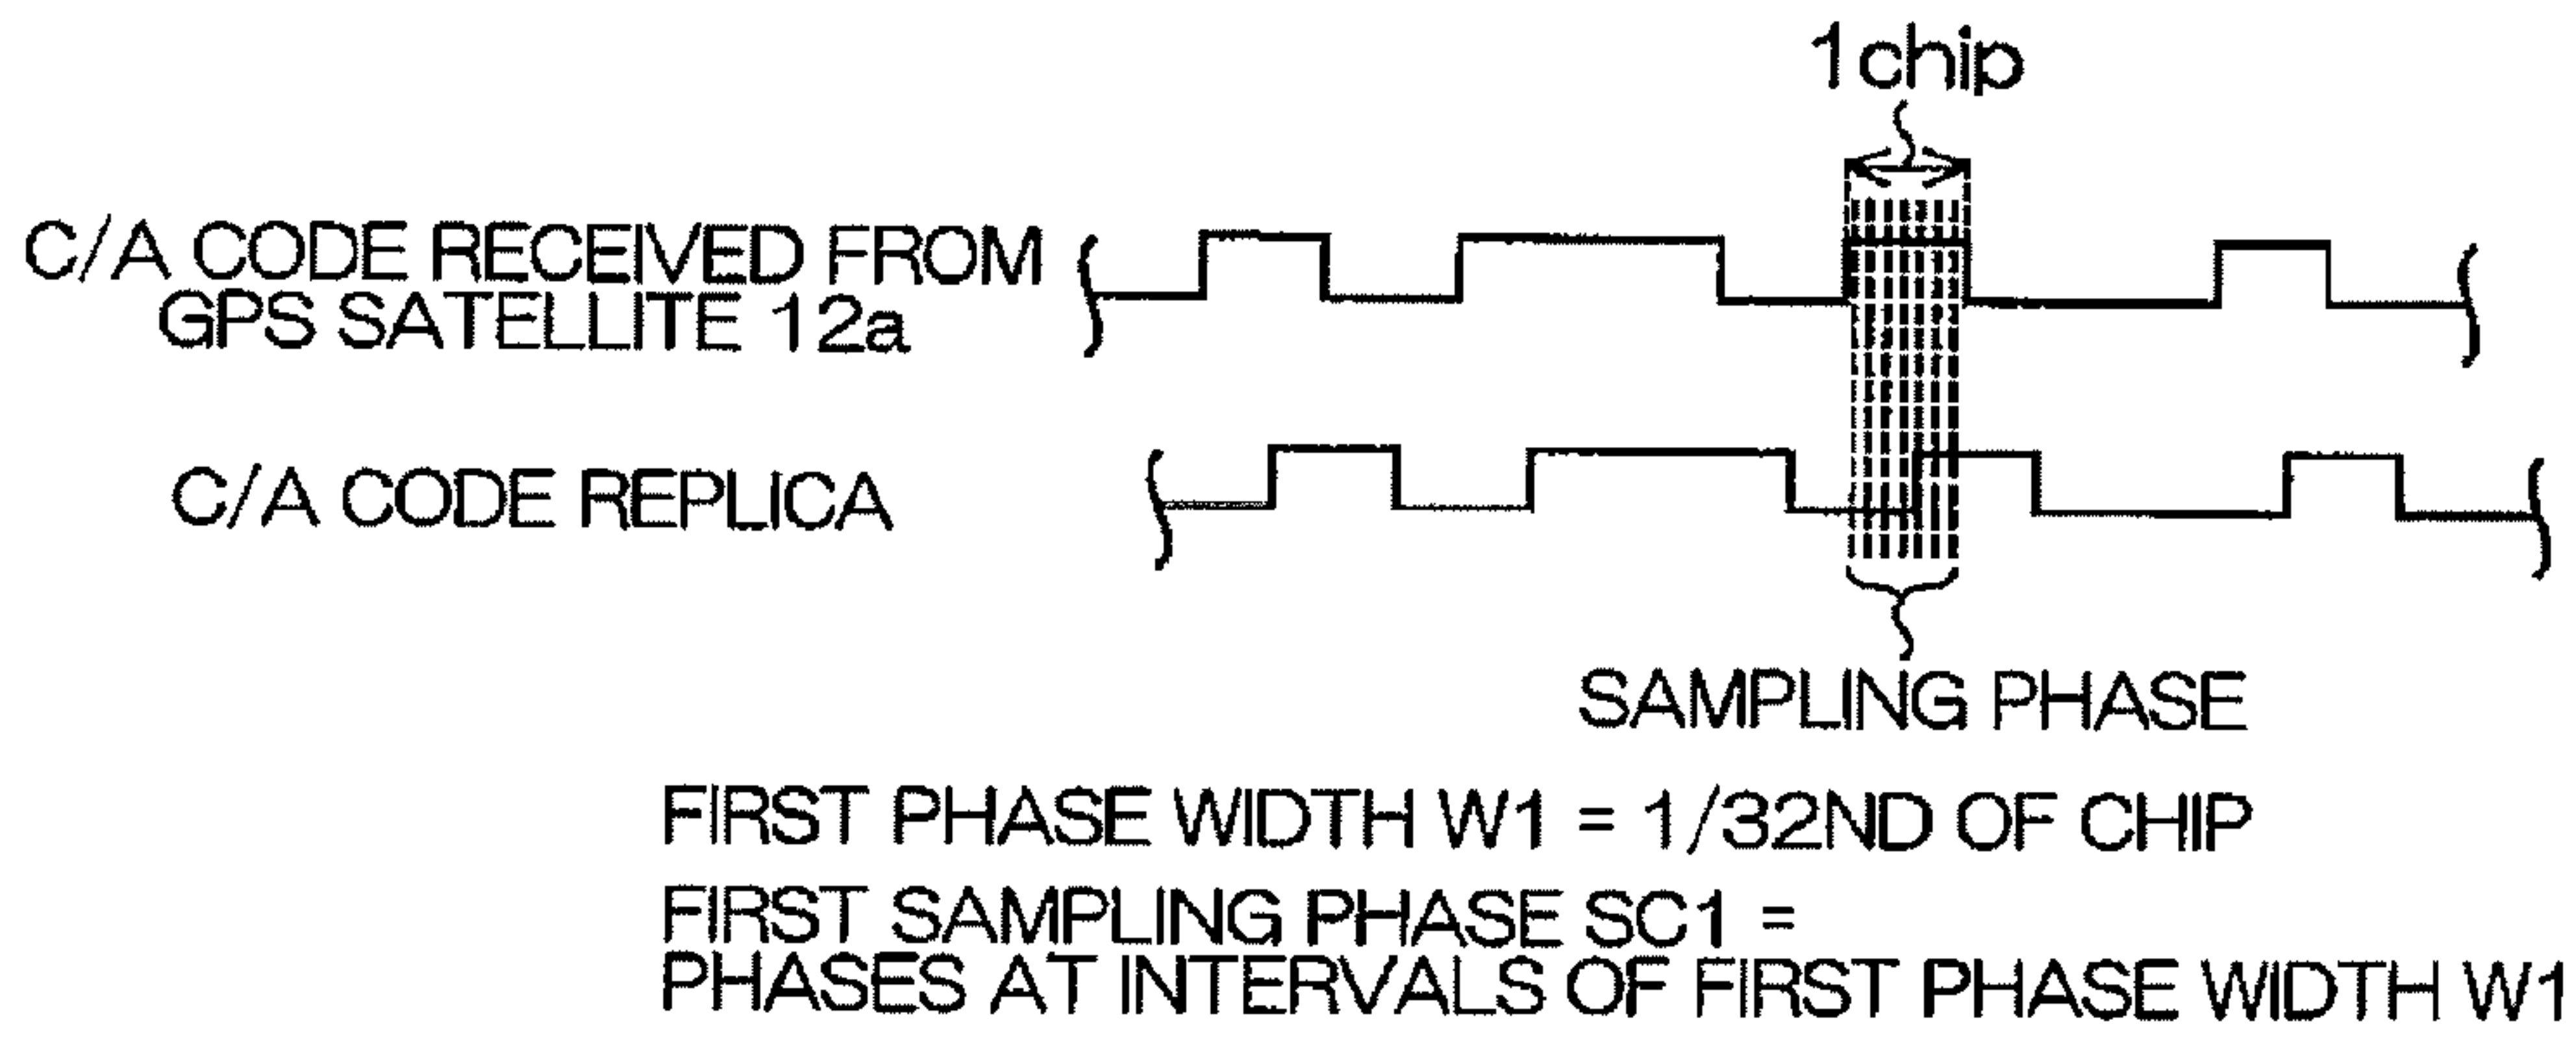 1chip
C/A CODE RECEIVED FROM
GPS SATELLITE 12a
C/A CODE REPLICA
SAMPLING PHASE
FIRST PHASE WIDTH W1 = 1/32ND OF CHIP
FIRST SAMPLING PHASE SC1 =
PHASES AT INTERVALS OF FIRST PHASE WIDTH W1